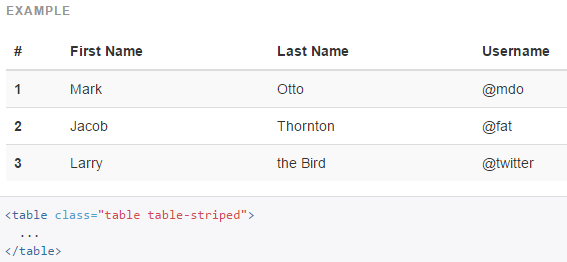 EXAMPLE
# First Name Last Name Username
1 Mark Otto @mdo
2 Jacob Thornton @fat
3 Larry the Bird @twitter
<table class="table table-striped">
  ...
</table>